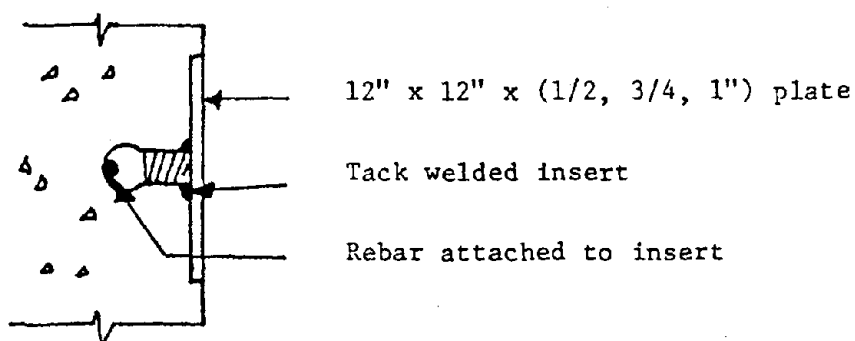 12" x 12" x (1/2, 3/4, 1") plate
Tack welded insert
Rebar attached to insert